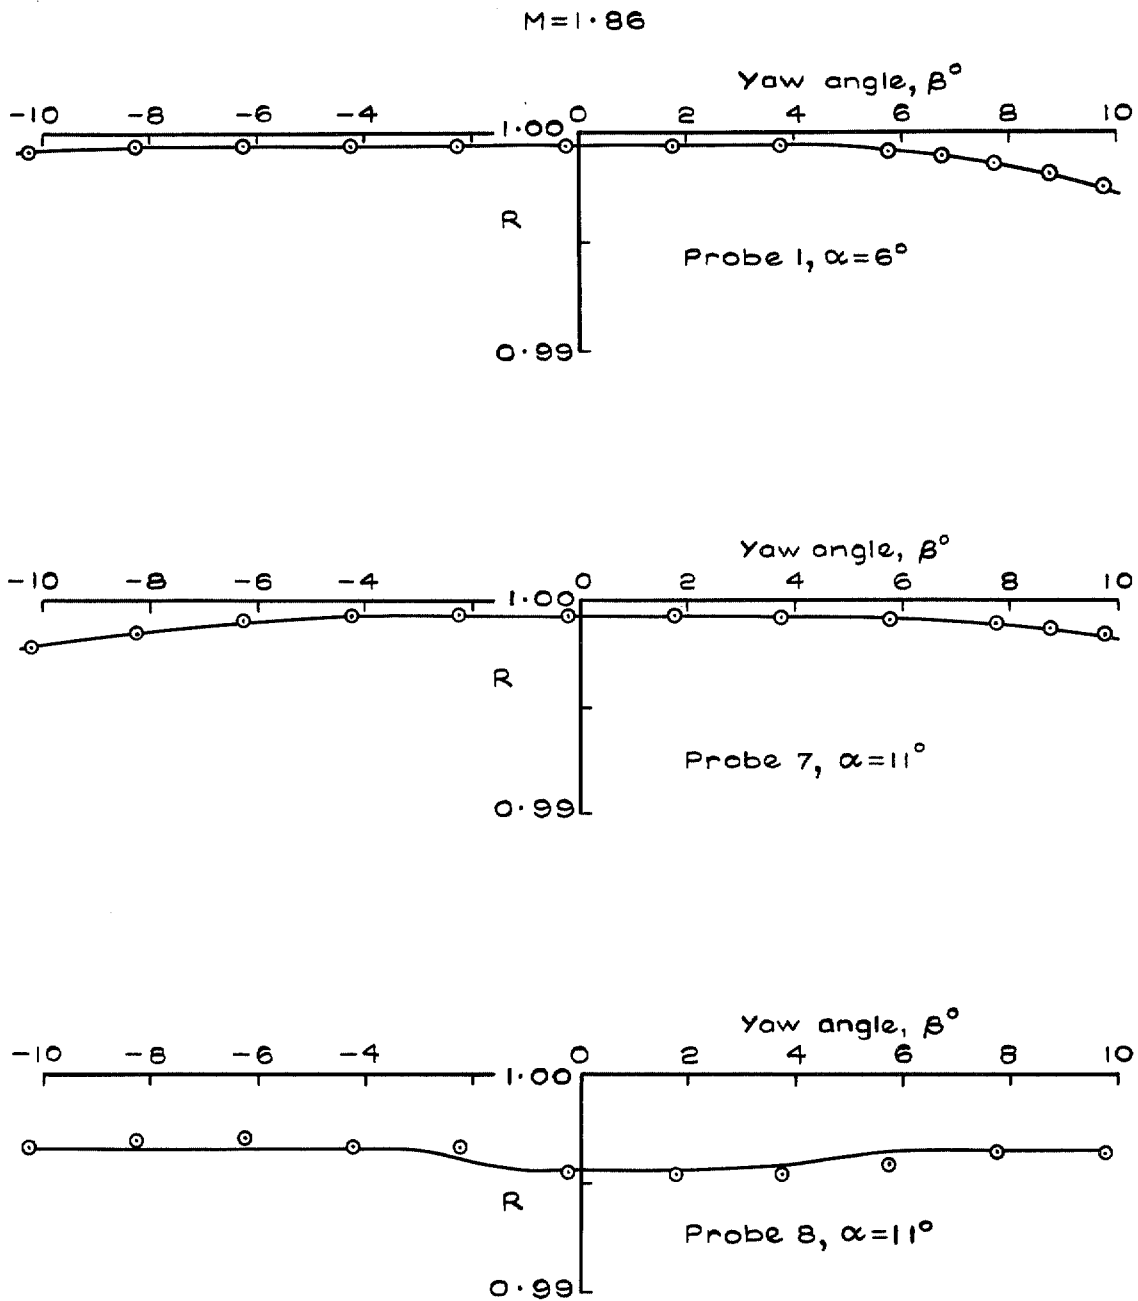 M=1·86
Yaw angle, β°
-10 -8 -6 -4 0 2 4 6 8 10
1·00
R
Probe 1, α=6°
0·99
Yaw angle, β°
-10 -8 -6 -4 0 2 4 6 8 10
1·00
R
Probe 7, α=11°
0·99
Yaw angle, β°
-10 -8 -6 -4 0 2 4 6 8 10
1·00
R
Probe 8, α=11°
0·99